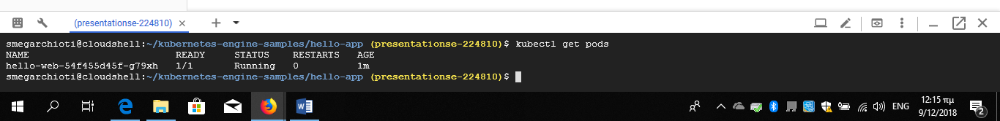 (presentationse-224810)
smegarchioti@cloudshell:~/kubernetes-engine-samples/hello-app (presentationse-224810)$ kubectl get pods
NAME READY STATUS RESTARTS AGE
hello-web-54f455d45f-g79xh 1/1 Running 0 1m
smegarchioti@cloudshell:~/kubernetes-engine-samples/hello-app (presentationse-224810)$
ENG
12:15 πμ
9/12/2018
2